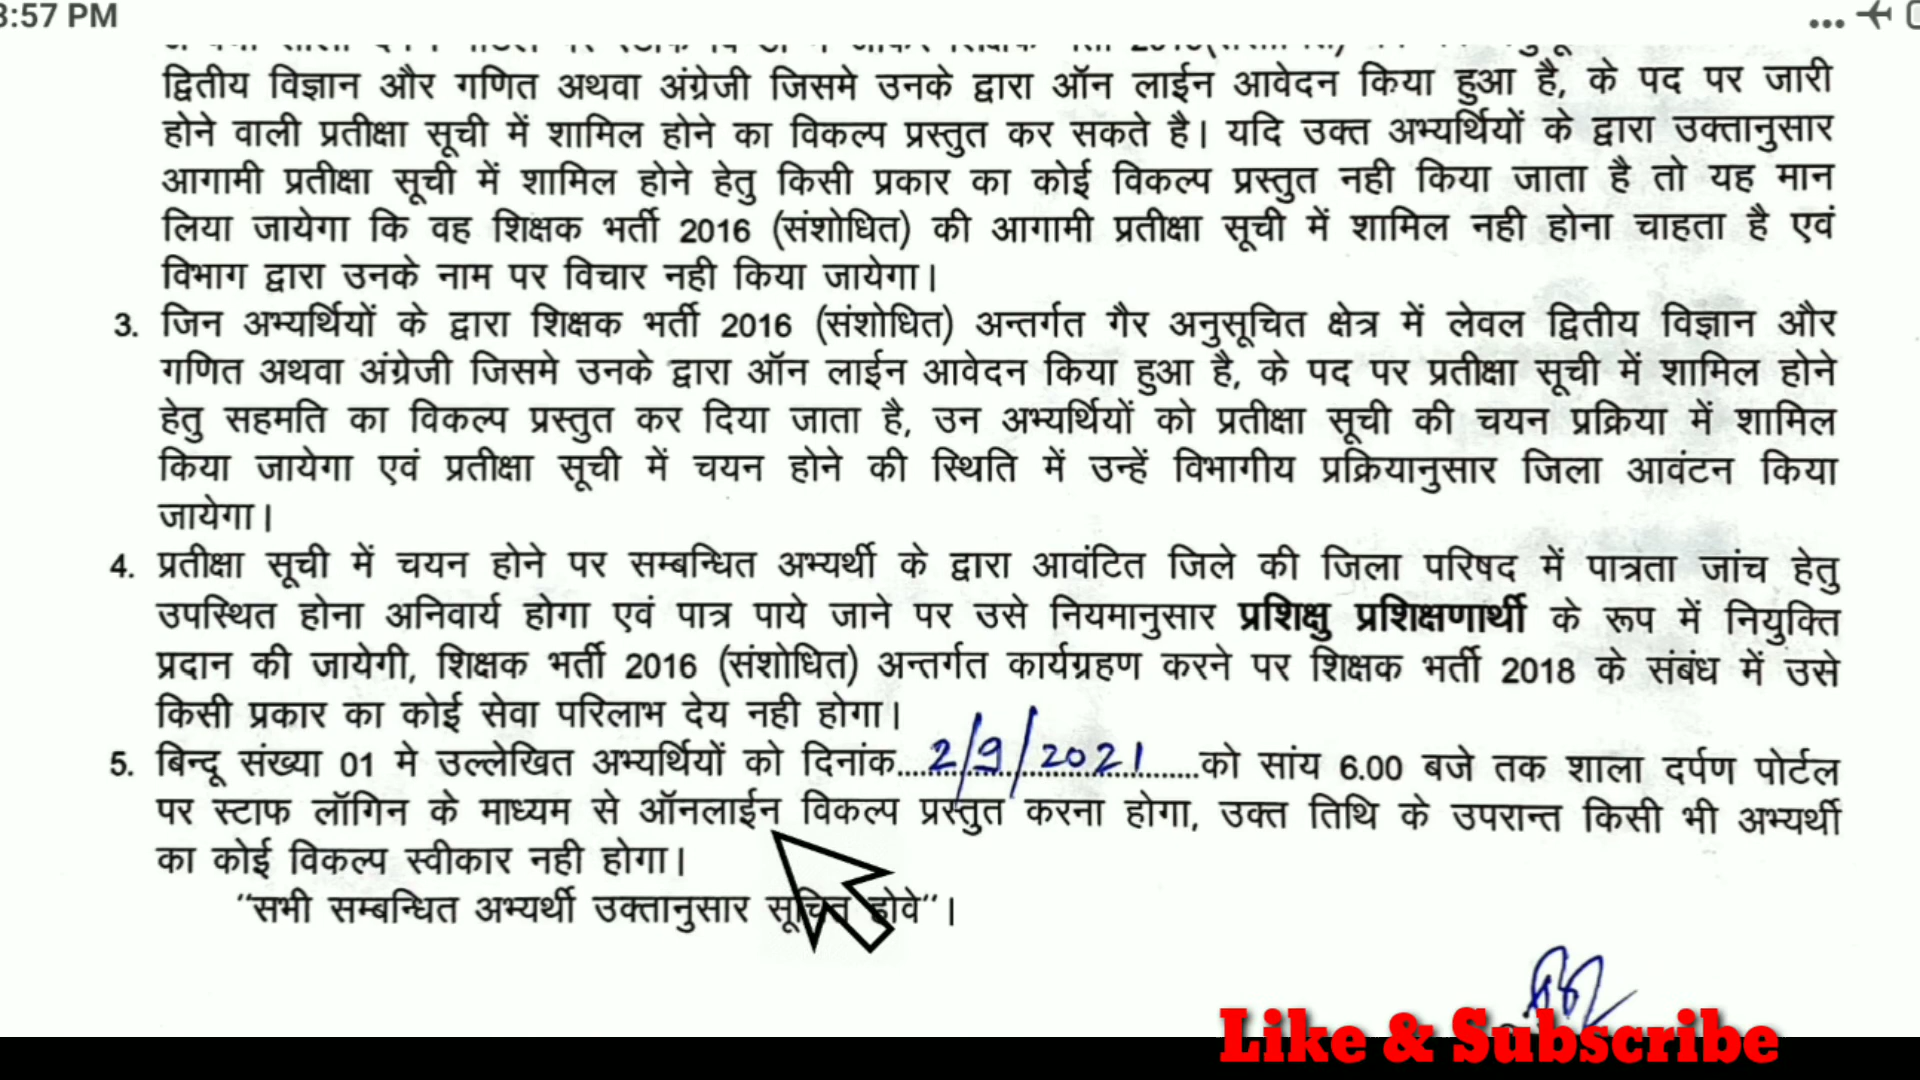 3:57 PM
द्वितीय विज्ञान और गणित अथवा अंग्रेजी जिसमे उनके द्वारा ऑन लाईन आवेदन किया हुआ है, के पद पर जारी
होने वाली प्रतीक्षा सूची में शामिल होने का विकल्प प्रस्तुत कर सकते है। यदि उक्त अभ्यर्थियों के द्वारा उक्तानुसार
आगामी प्रतीक्षा सूची में शामिल होने हेतु किसी प्रकार का कोई विकल्प प्रस्तुत नही किया जाता है तो यह मान
लिया जायेगा कि वह शिक्षक भर्ती 2016 (संशोधित) की आगामी प्रतीक्षा सूची में शामिल नही होना चाहता है एवं
विभाग द्वारा उनके नाम पर विचार नही किया जायेगा।
3. जिन अभ्यर्थियों के द्वारा शिक्षक भर्ती 2016 (संशोधित) अन्तर्गत गैर अनुसूचित क्षेत्र में लेवल द्वितीय विज्ञान और
गणित अथवा अंग्रेजी जिसमे उनके द्वारा ऑन लाईन आवेदन किया हुआ है, के पद पर प्रतीक्षा सूची में शामिल होने
हेतु सहमति का विकल्प प्रस्तुत कर दिया जाता है, उन अभ्यर्थियों को प्रतीक्षा सूची की चयन प्रक्रिया में शामिल
किया जायेगा एवं प्रतीक्षा सूची में चयन होने की स्थिति में उन्हें विभागीय प्रक्रियानुसार जिला आवंटन किया
जायेगा।
4. प्रतीक्षा सूची में चयन होने पर सम्बन्धित अभ्यर्थी के द्वारा आवंटित जिले की जिला परिषद में पात्रता जांच हेतु
उपस्थित होना अनिवार्य होगा एवं पात्र पाये जाने पर उसे नियमानुसार प्रशिक्षु प्रशिक्षणार्थी के रूप में नियुक्ति
प्रदान की जायेगी, शिक्षक भर्ती 2016 (संशोधित) अन्तर्गत कार्यग्रहण करने पर शिक्षक भर्ती 2018 के संबंध में उसे
किसी प्रकार का कोई सेवा परिलाभ देय नही होगा।
5. बिन्दू संख्या 01 मे उल्लेखित अभ्यर्थियों को दिनांक....2/9/2021....को सांय 6.00 बजे तक शाला दर्पण पोर्टल
पर स्टाफ लॉगिन के माध्यम से ऑनलाईन विकल्प प्रस्तुत करना होगा, उक्त तिथि के उपरान्त किसी भी अभ्यर्थी
का कोई विकल्प स्वीकार नही होगा।
"सभी सम्बन्धित अभ्यर्थी उक्तानुसार सूचित होवे"।
Like & Subscribe